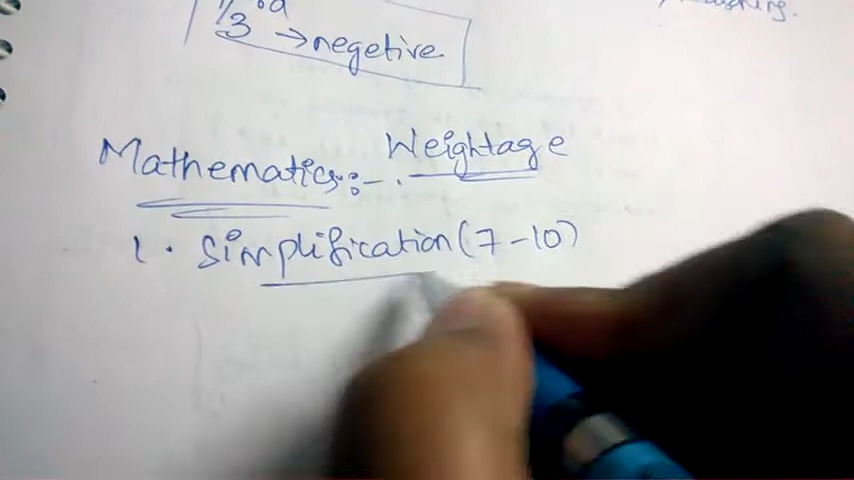 1/3
→negetive
Mathematics:- Weightage
1. Simplification (7-10)